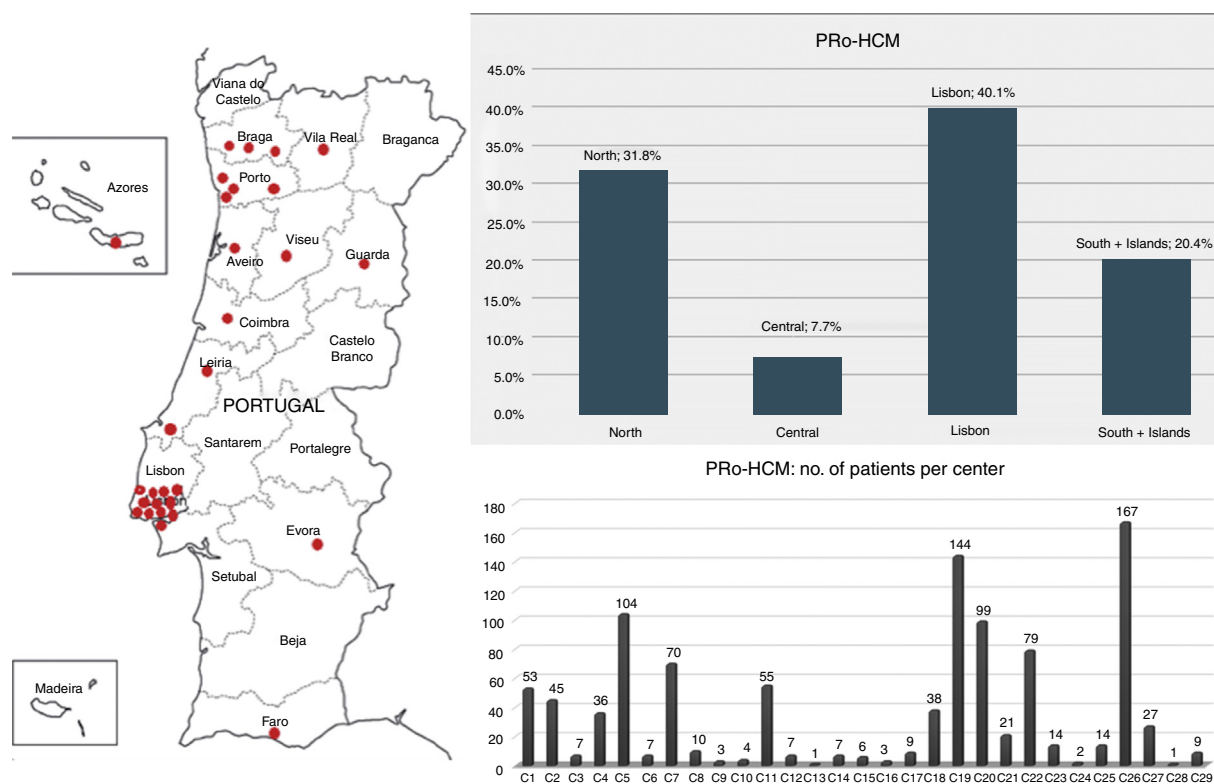 Viana do
Castelo
Braga
Vila Real
Braganca
Porto
Azores
Aveiro
Viseu
Guarda
Coimbra
Castelo
Branco
Leiria
PORTUGAL
Santarem
Portalegre
Lisbon
Lisbon
Evora
Setubal
Beja
Madeira
Faro
PRo-HCM
45.0%
40.0%
35.0%
30.0%
25.0%
20.0%
15.0%
10.0%
5.0%
0.0%
North; 31.8%
Central; 7.7%
Lisbon; 40.1%
South + Islands; 20.4%
North Central Lisbon South + Islands
PRo-HCM: no. of patients per center
180
160
140
120
100
80
60
40
20
0
53 45 7 36 104 7 70 10 3 4 55 7 1 7 6 3 9 38 144 99 21 79 14 2 14 167 27 1 9
C1 C2 C3 C4 C5 C6 C7 C8 C9 C10 C11 C12 C13 C14 C15 C16 C17 C18 C19 C20 C21 C22 C23 C24 C25 C26 C27 C28 C29